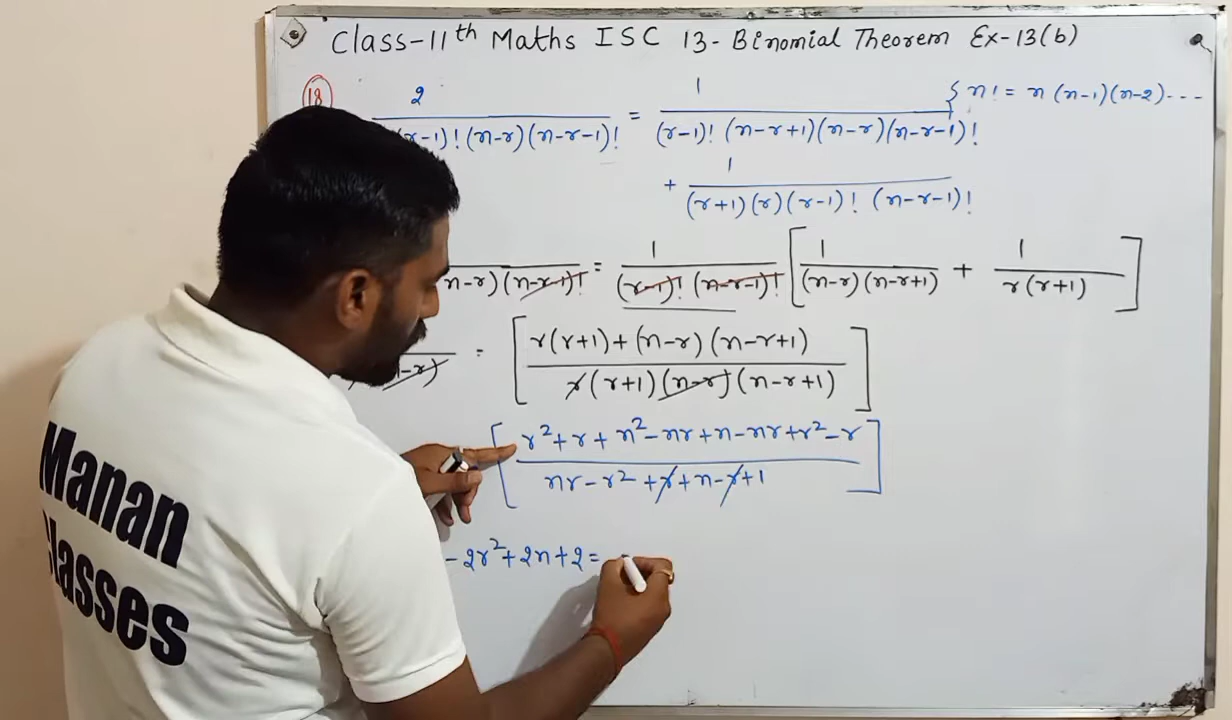 Class-11th Maths ISC 13- Binomial Theorem Ex-13(b)
18
2 / (r-1)! (n-r)(n-r-1)! = 1 / (r-1)! (n-r+1)(n-r)(n-r-1)! { n! = n(n-1)(n-2)---
+ 1 / (r+1)(r)(r-1)! (n-r-1)!
n-r)(n-r-1)! = 1 / (r-1)! (n-r-1)! [ 1 / (n-r)(n-r+1) + 1 / r(r+1) ]
-r) = [ r(r+1)+(n-r)(n-r+1) / r(r+1)(n-r)(n-r+1) ]
[ r²+r+n²-nr+n-nr+r²-r / nr-r²+r+n-r+1 ]
-2r²+2n+2=
Manan
Classes